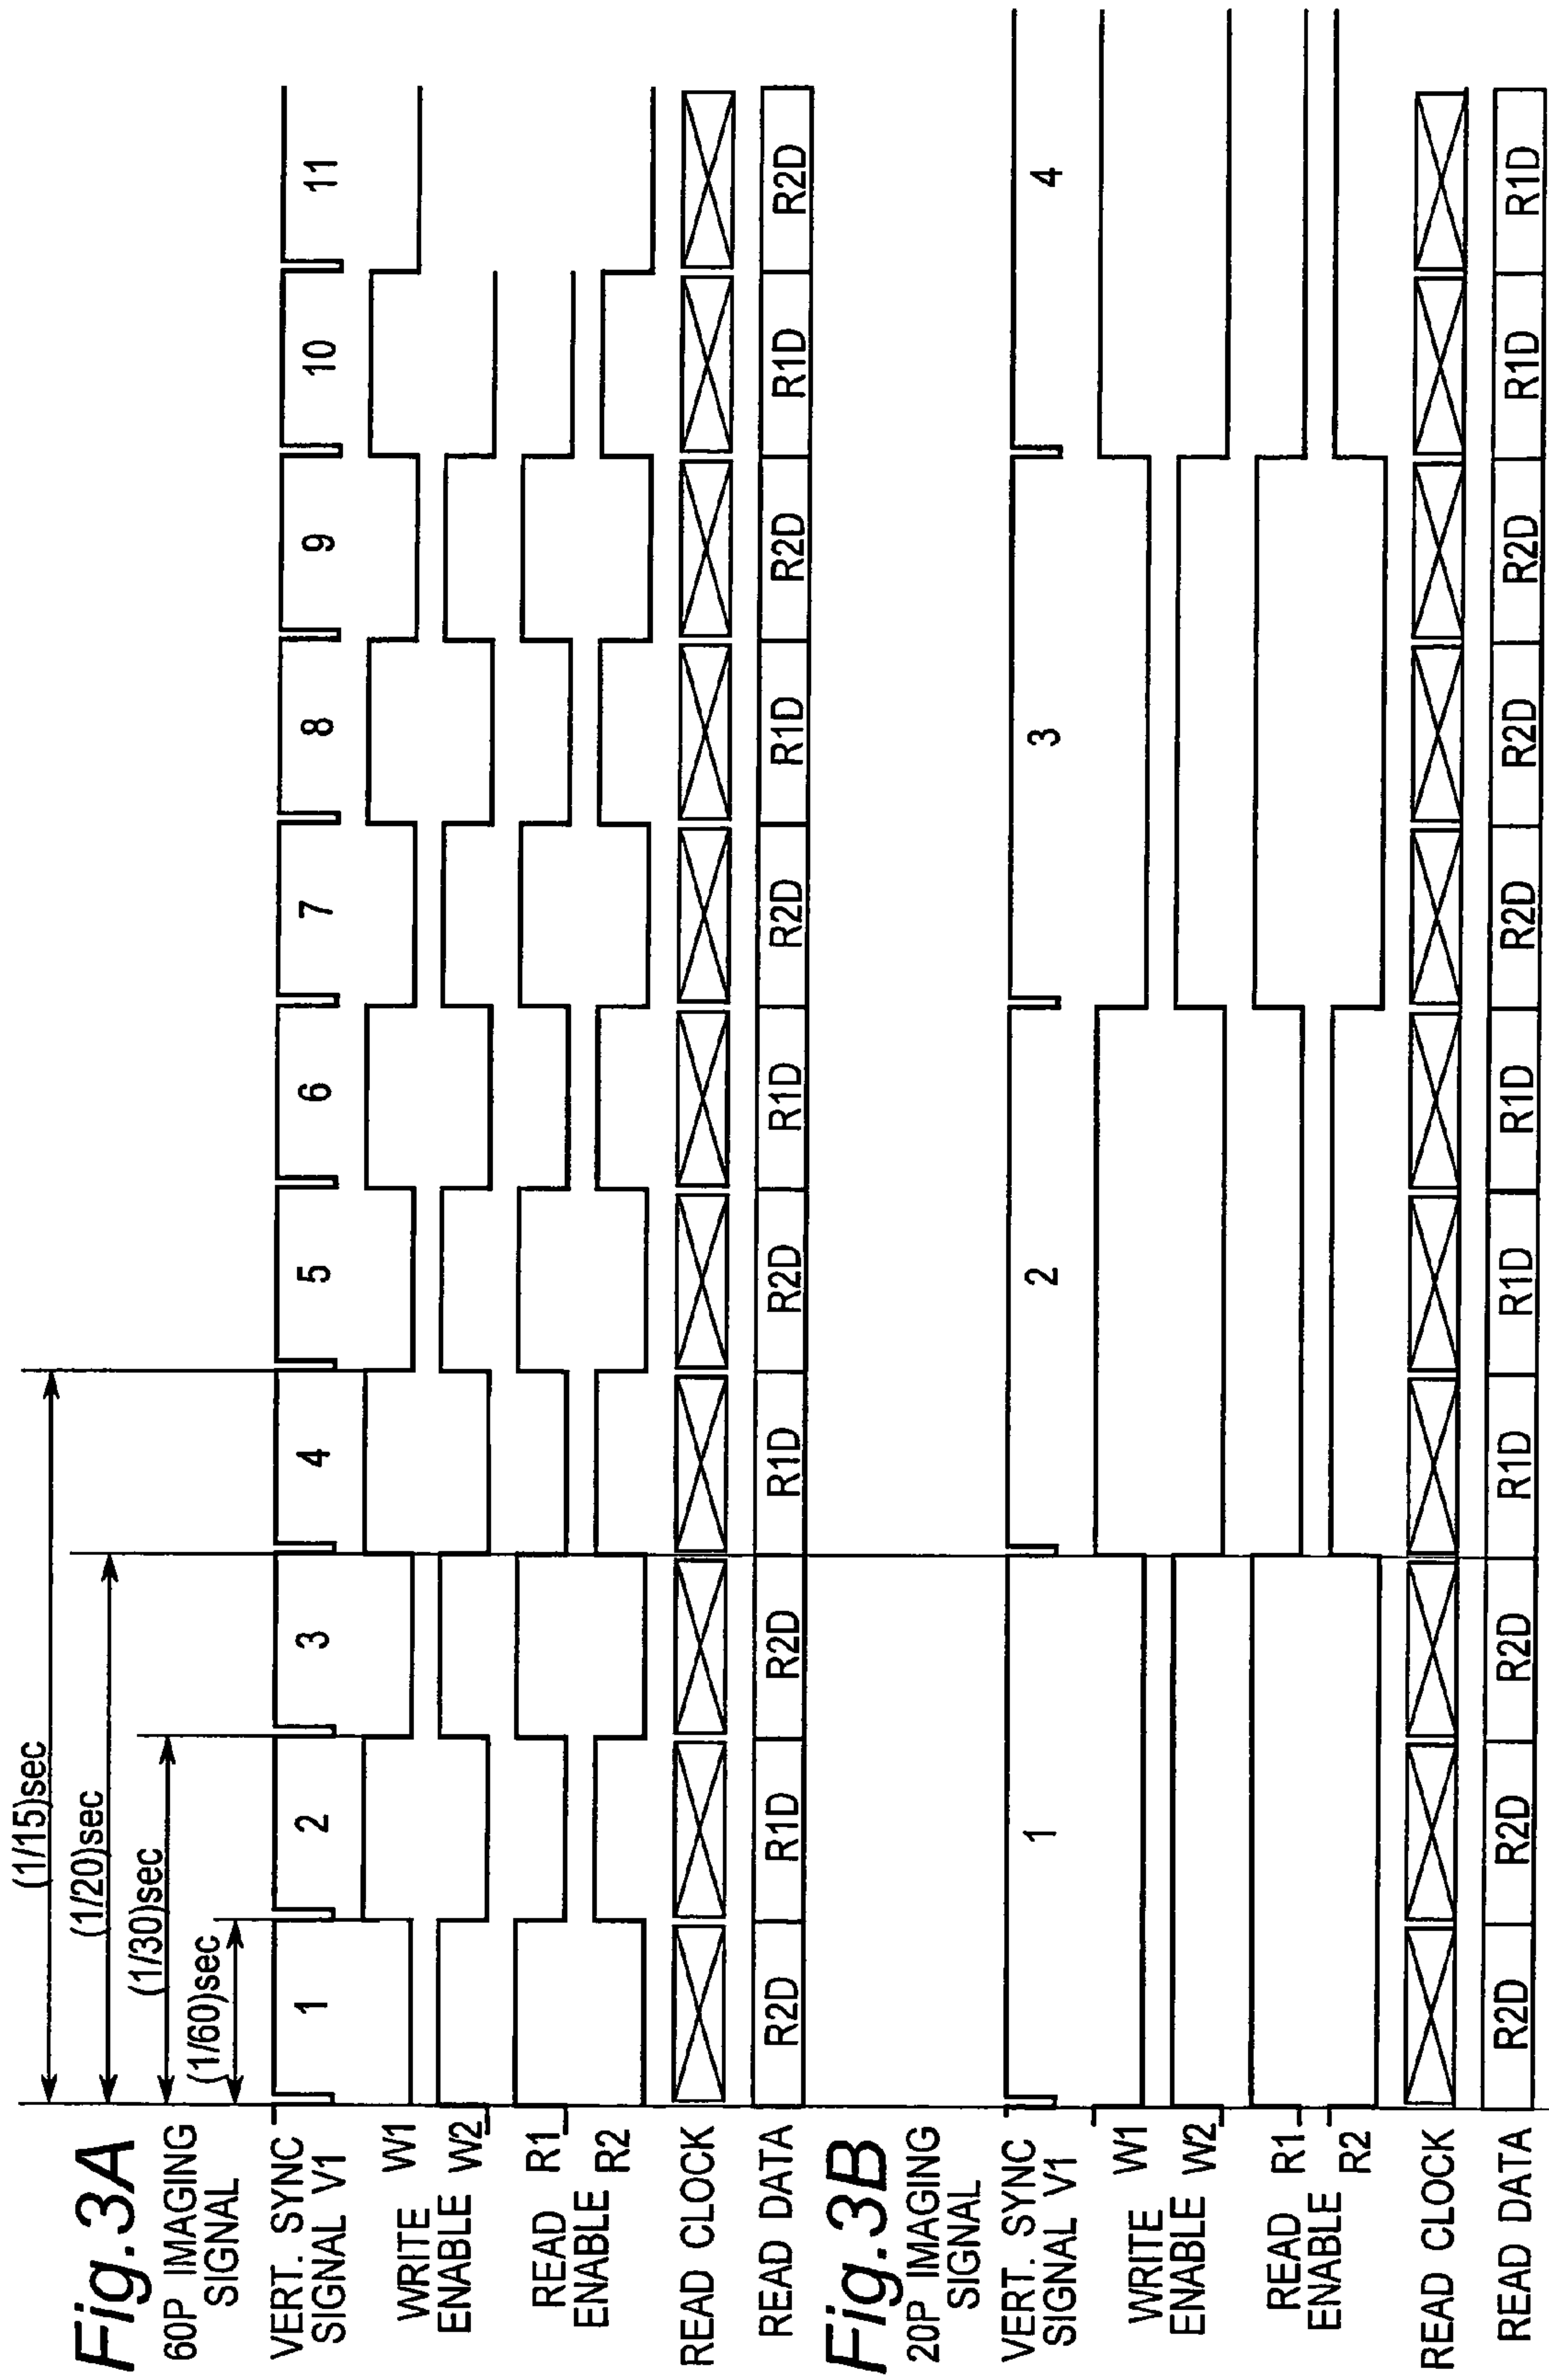 Fig.3A
60P IMAGING
SIGNAL
(1/15)sec
(1/20)sec
(1/30)sec
(1/60)sec
VERT. SYNC
SIGNAL V1
1 2 3 4 5 6 7 8 9 10 11
WRITE
ENABLE
W1
W2
READ
ENABLE
R1
R2
READ CLOCK
READ DATA
R2D R1D R2D R1D R2D R1D R2D R1D R2D R1D R2D
Fig.3B
20P IMAGING
SIGNAL
VERT. SYNC
SIGNAL V1
1 2 3 4
WRITE
ENABLE
W1
W2
READ
ENABLE
R1
R2
READ CLOCK
READ DATA
R2D R2D R2D R1D R1D R1D R2D R2D R2D R1D R1D